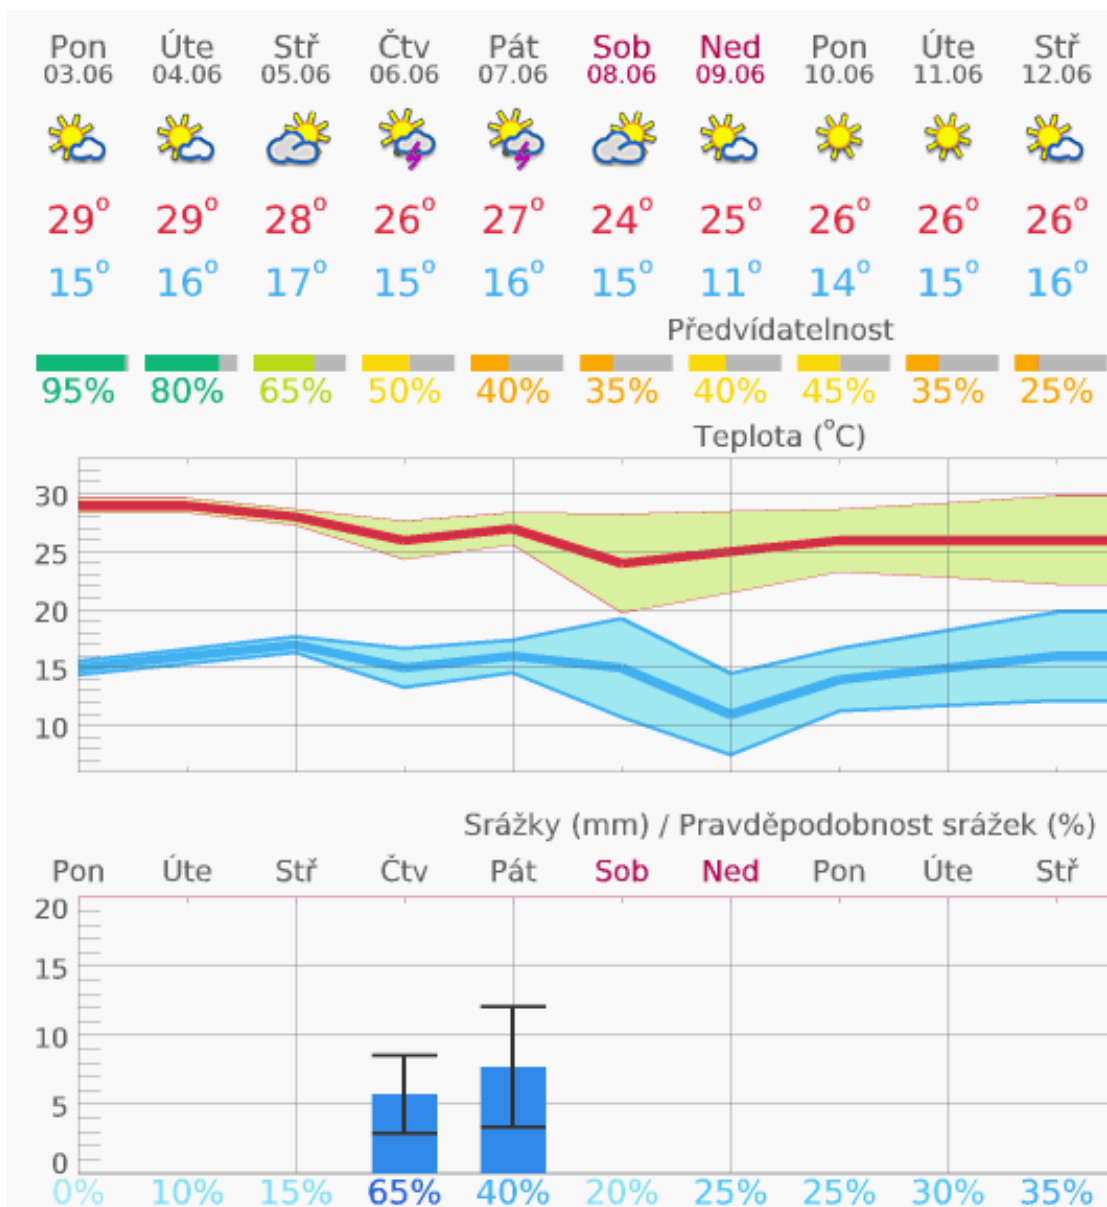 Pon Úte Stř Čtv Pát Sob Ned Pon Úte Stř
03.06 04.06 05.06 06.06 07.06 08.06 09.06 10.06 11.06 12.06
29° 29° 28° 26° 27° 24° 25° 26° 26° 26°
15° 16° 17° 15° 16° 15° 11° 14° 15° 16°
Předvídatelnost
95% 80% 65% 50% 40% 35% 40% 45% 35% 25%
Teplota (°C)
30
25
20
15
10
Srážky (mm) / Pravděpodobnost srážek (%)
Pon Úte Stř Čtv Pát Sob Ned Pon Úte Stř
20
15
10
5
0
0% 10% 15% 65% 40% 20% 25% 25% 30% 35%